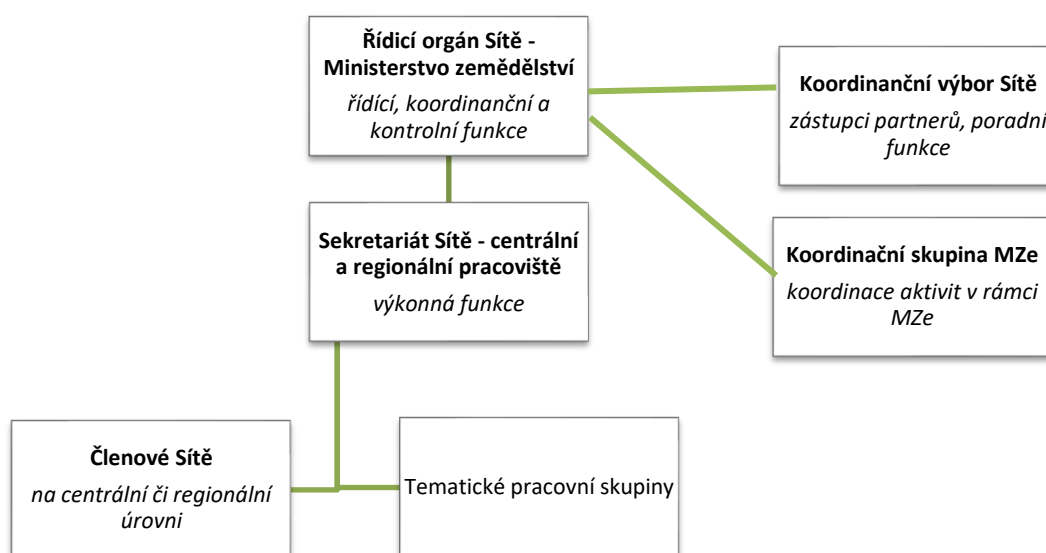 Řídicí orgán Sítě -
Ministerstvo zemědělství
řídící, koordinanční a
kontrolní funkce
Koordinanční výbor Sítě
zástupci partnerů, poradní
funkce
Sekretariát Sítě - centrální
a regionální pracoviště
výkonná funkce
Koordinační skupina MZe
koordinace aktivit v rámci
MZe
Členové Sítě
na centrální či regionální
úrovni
Tematické pracovní skupiny